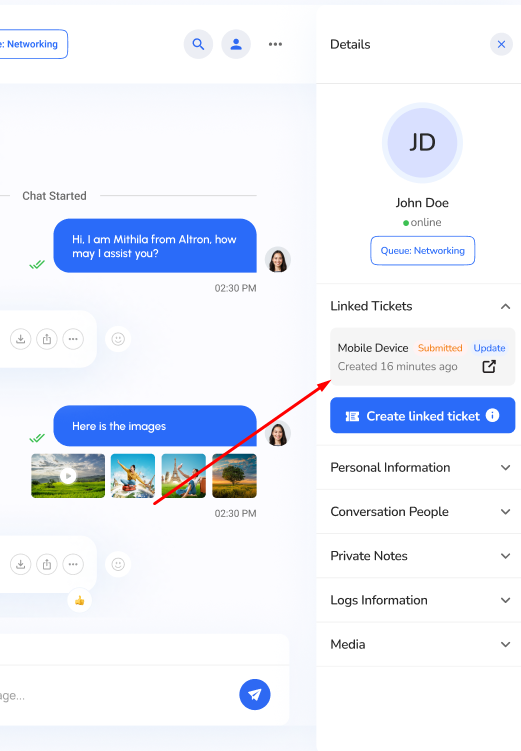 e: Networking
Details
JD
John Doe
online
Queue: Networking
Chat Started
Hi, I am Mithila from Altron, how
may I assist you?
02:30 PM
Linked Tickets
Mobile Device Submitted Update
Created 16 minutes ago
Create linked ticket
Here is the images
02:30 PM
Personal Information
Conversation People
Private Notes
Logs Information
Media
age...